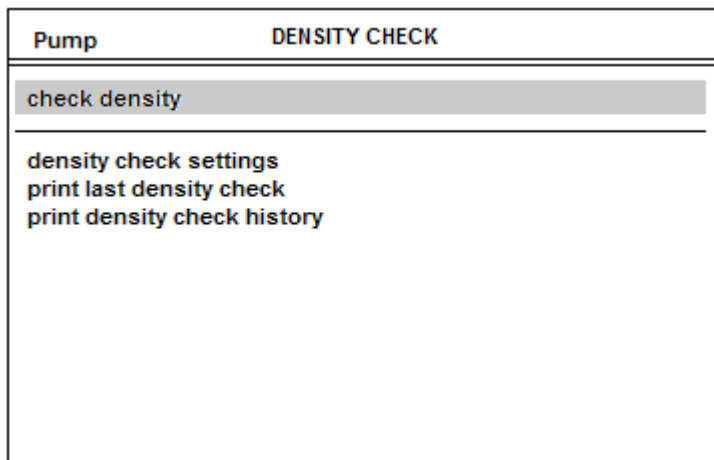 Pump DENSITY CHECK
check density
density check settings
print last density check
print density check history